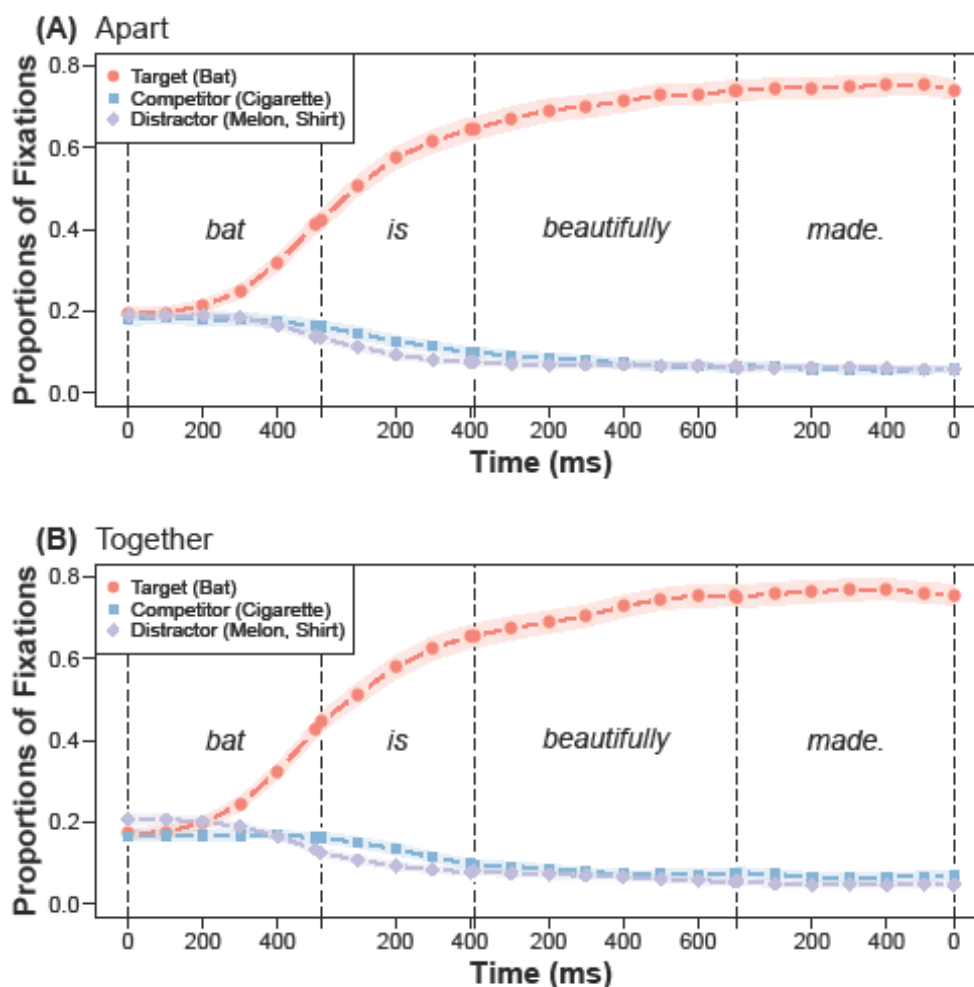 (A) Apart
Proportions of Fixations
0.8
0.6
0.4
0.2
0.0
Target (Bat)
Competitor (Cigarette)
Distractor (Melon, Shirt)
bat is beautifully made.
0 200 400 200 400 200 400 600 200 400 0
Time (ms)
(B) Together
Proportions of Fixations
0.8
0.6
0.4
0.2
0.0
Target (Bat)
Competitor (Cigarette)
Distractor (Melon, Shirt)
bat is beautifully made.
0 200 400 200 400 200 400 600 200 400 0
Time (ms)